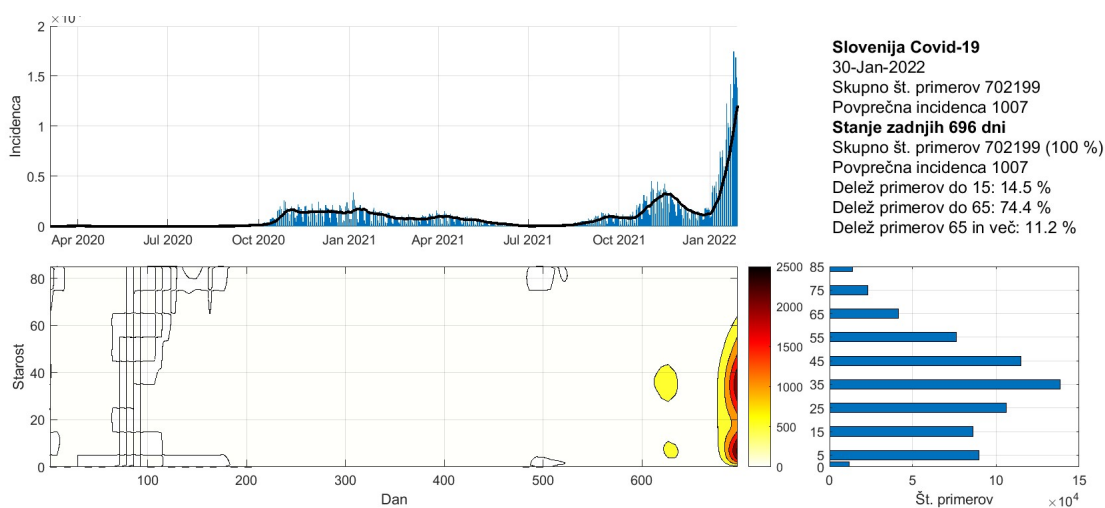 2
1.5
1
0.5
0
Incidenca
Apr 2020 Jul 2020 Oct 2020 Jan 2021 Apr 2021 Jul 2021 Oct 2021 Jan 2022
Slovenija Covid-19
30-Jan-2022
Skupno št. primerov 702199
Povprečna incidenca 1007
Stanje zadnjih 696 dni
Skupno št. primerov 702199 (100 %)
Povprečna incidenca 1007
Delež primerov do 15: 14.5 %
Delež primerov do 65: 74.4 %
Delež primerov 65 in več: 11.2 %
80
60
40
20
0
Starost
100 200 300 400 500 600
Dan
2500
2000
1500
1000
500
0
85
75
65
55
45
35
25
15
5
0
0 5 10 15
×10⁴
Št. primerov